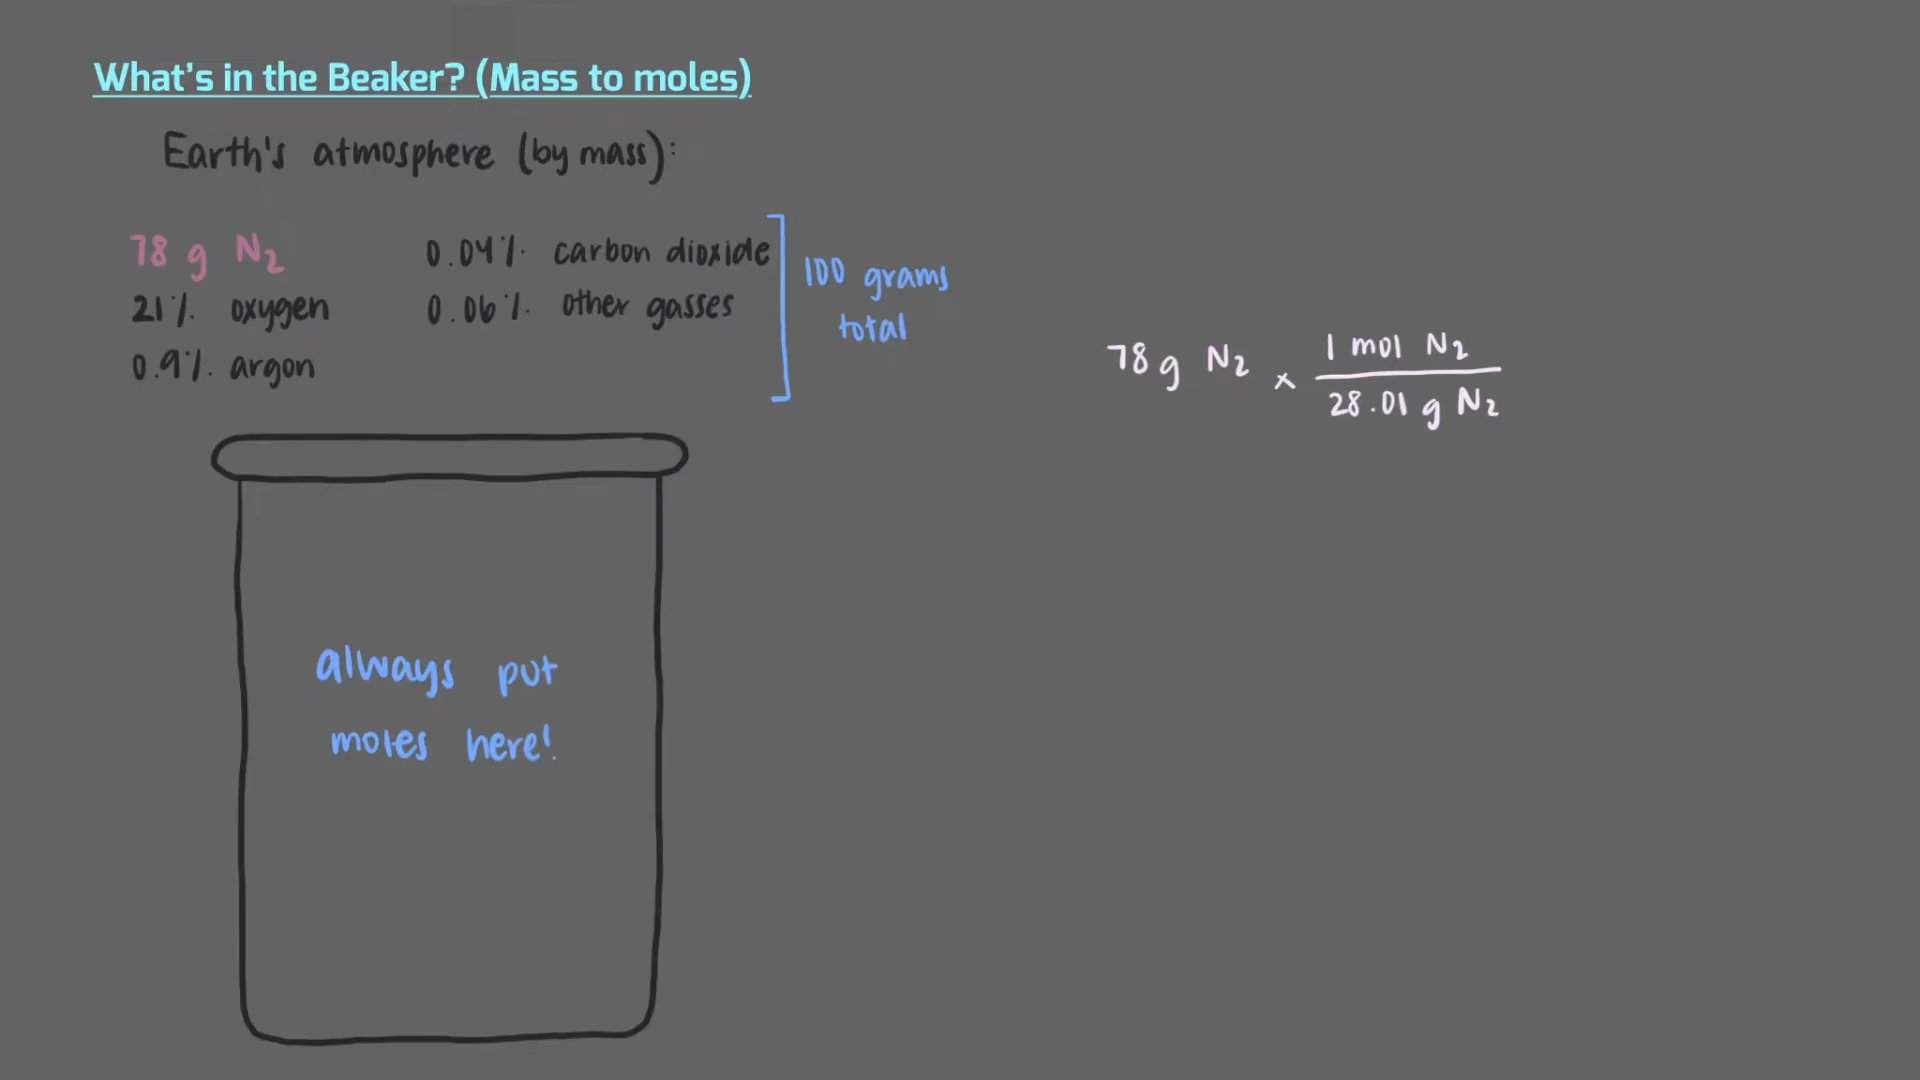 What's in the Beaker? (Mass to moles)
Earth's atmosphere (by mass):
78 g N₂
21% oxygen
0.9% argon
0.04% carbon dioxide
0.06% other gasses
100 grams
total
78 g N₂ × 1 mol N₂
28.01 g N₂
always put
moles here!